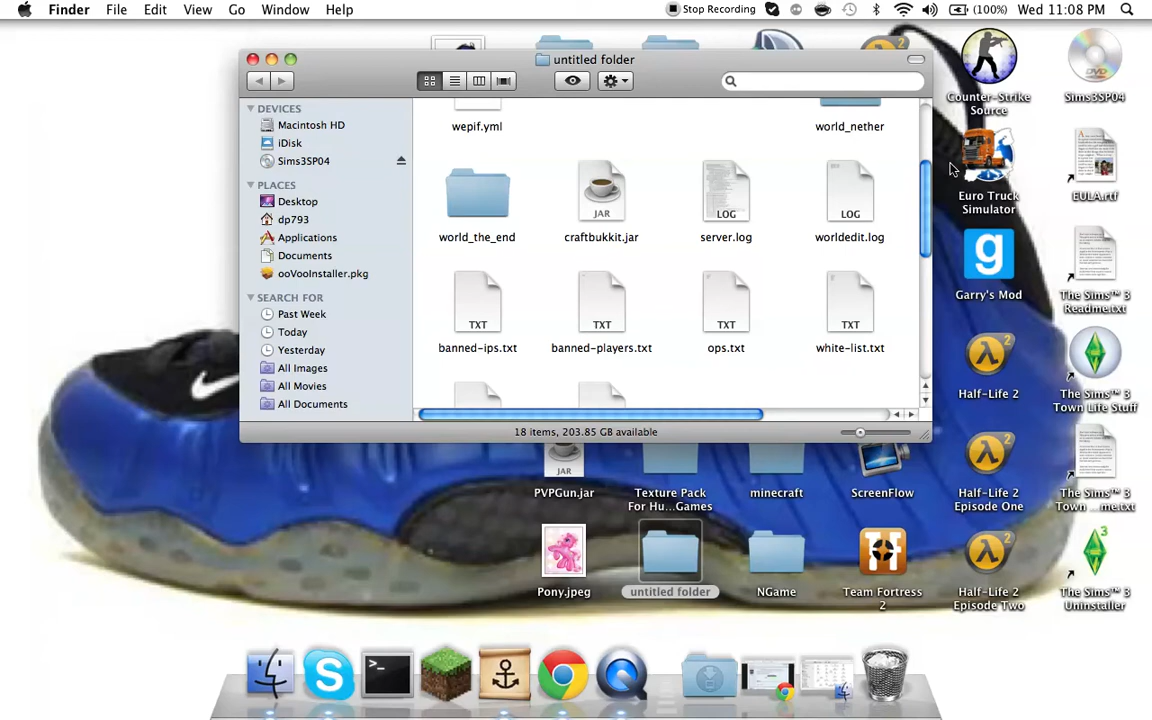 Finder File Edit View Go Window Help Stop Recording (100%) Wed 11:08 PM
untitled folder
DEVICES
Macintosh HD
iDisk
Sims3SP04
PLACES
Desktop
dp793
Applications
Documents
ooVooInstaller.pkg
SEARCH FOR
Past Week
Today
Yesterday
All Images
All Movies
All Documents
wepif.yml
world_nether
world_the_end
JAR
craftbukkit.jar
LOG
server.log
LOG
worldedit.log
TXT
banned-ips.txt
TXT
banned-players.txt
TXT
ops.txt
TXT
white-list.txt
18 items, 203.85 GB available
Counter-Strike
Source
DVD
Sims3SP04
Euro Truck
Simulator
EULA.rtf
g
Garry's Mod
The Sims™ 3
Readme.txt
2
Half-Life 2
The Sims™ 3
Town Life Stuff
JAR
PVPGun.jar
Texture Pack
For Hu...Games
minecraft
ScreenFlow
2
Half-Life 2
Episode One
The Sims™ 3
Town ...me.txt
Pony.jpeg
untitled folder
NGame
Team Fortress
2
2
Half-Life 2
Episode Two
3
The Sims™ 3
Uninstaller